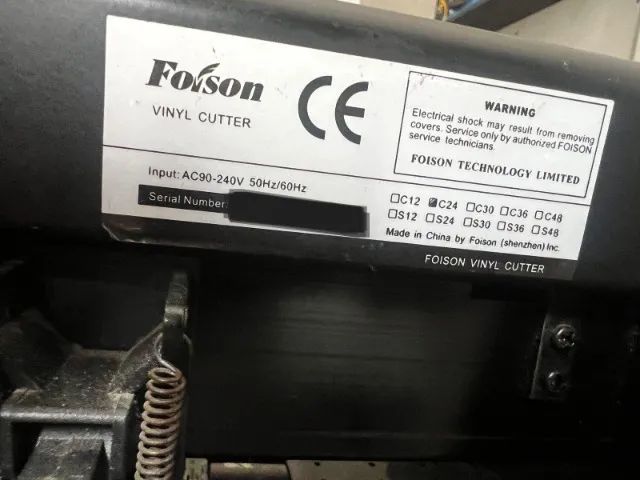 Foison
VINYL CUTTER
CE
WARNING
Electrical shock may result from removing
covers. Service only by authorized FOISON
service technicians.
FOISON TECHNOLOGY LIMITED
Input: AC90-240V 50Hz/60Hz
Serial Number:
☐C12 ☑C24 ☐C30 ☐C36 ☐C48
☐S12 ☐S24 ☐S30 ☐S36 ☐S48
Made in China by Foison (shenzhen) Inc.
FOISON VINYL CUTTER